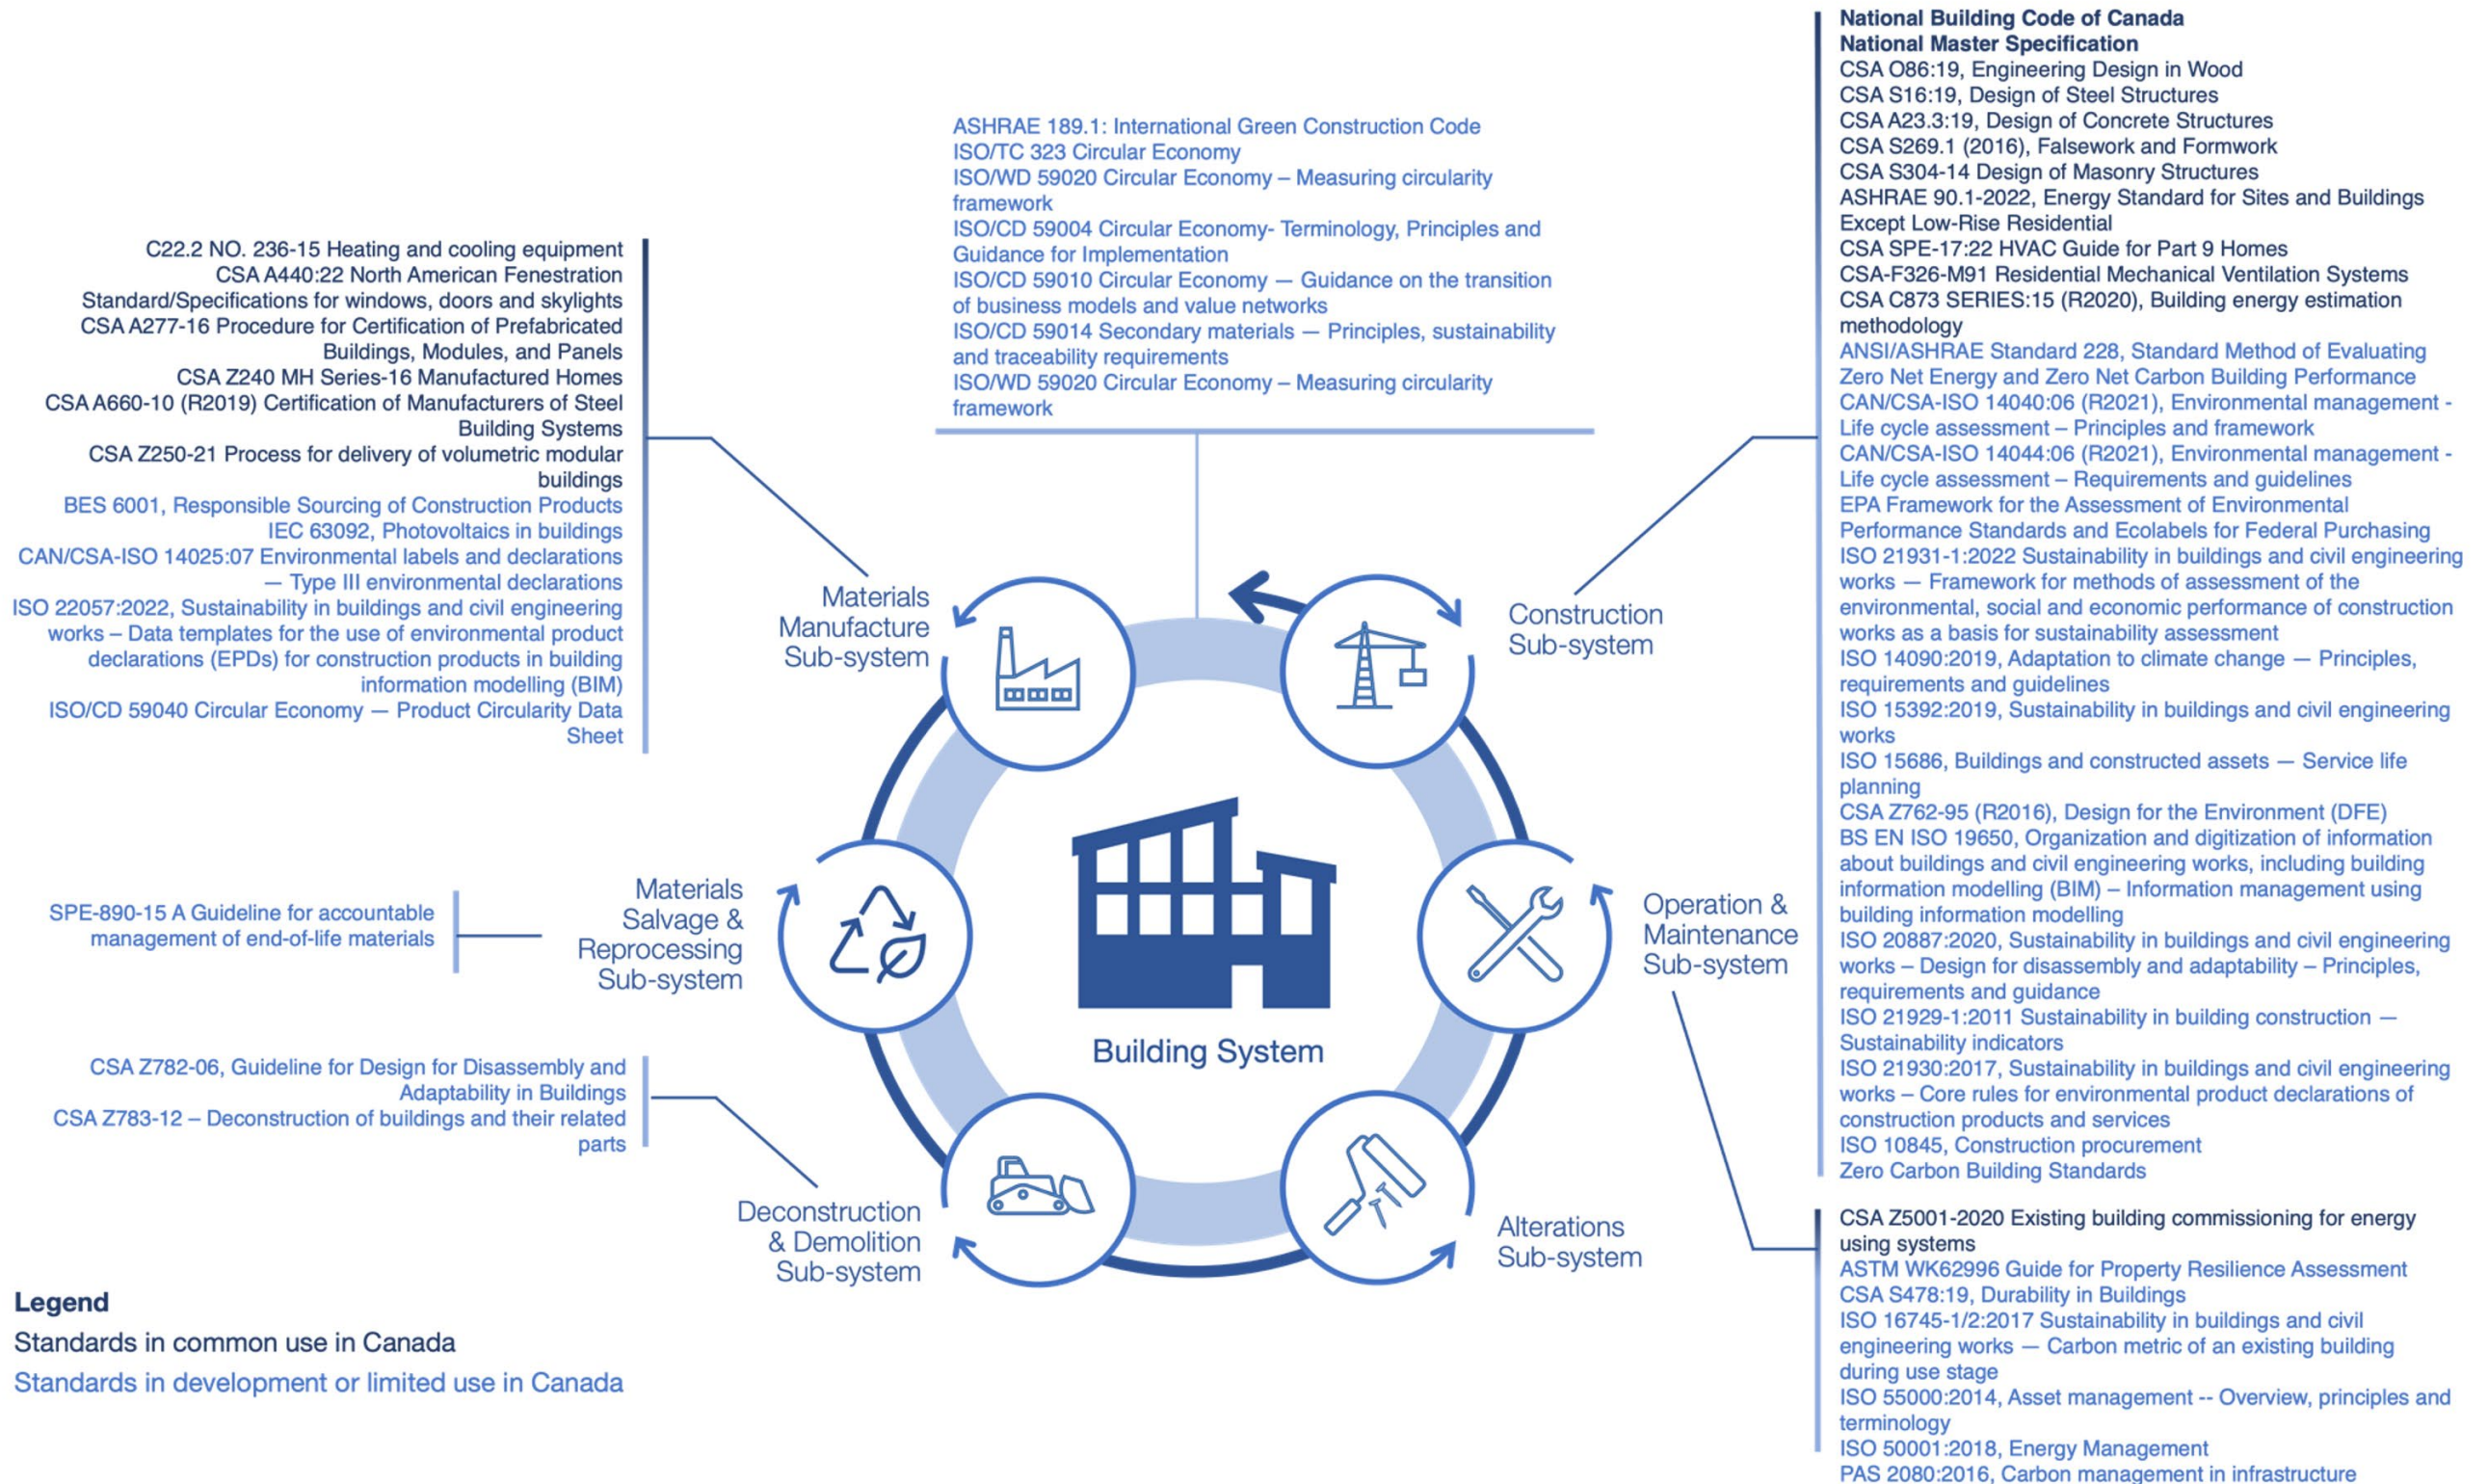 National Building Code of Canada
National Master Specification
CSA O86:19, Engineering Design in Wood
CSA S16:19, Design of Steel Structures
CSA A23.3:19, Design of Concrete Structures
CSA S269.1 (2016), Falsework and Formwork
CSA S304-14 Design of Masonry Structures
ASHRAE 90.1-2022, Energy Standard for Sites and Buildings
Except Low-Rise Residential
CSA SPE-17:22 HVAC Guide for Part 9 Homes
CSA-F326-M91 Residential Mechanical Ventilation Systems
CSA C873 SERIES:15 (R2020), Building energy estimation
methodology
ANSI/ASHRAE Standard 228, Standard Method of Evaluating
Zero Net Energy and Zero Net Carbon Building Performance
CAN/CSA-ISO 14040:06 (R2021), Environmental management -
Life cycle assessment – Principles and framework
CAN/CSA-ISO 14044:06 (R2021), Environmental management -
Life cycle assessment – Requirements and guidelines
EPA Framework for the Assessment of Environmental
Performance Standards and Ecolabels for Federal Purchasing
ISO 21931-1:2022 Sustainability in buildings and civil engineering
works — Framework for methods of assessment of the
environmental, social and economic performance of construction
works as a basis for sustainability assessment
ISO 14090:2019, Adaptation to climate change — Principles,
requirements and guidelines
ISO 15392:2019, Sustainability in buildings and civil engineering
works
ISO 15686, Buildings and constructed assets — Service life
planning
CSA Z762-95 (R2016), Design for the Environment (DFE)
BS EN ISO 19650, Organization and digitization of information
about buildings and civil engineering works, including building
information modelling (BIM) – Information management using
building information modelling
ISO 20887:2020, Sustainability in buildings and civil engineering
works – Design for disassembly and adaptability – Principles,
requirements and guidance
ISO 21929-1:2011 Sustainability in building construction —
Sustainability indicators
ISO 21930:2017, Sustainability in buildings and civil engineering
works – Core rules for environmental product declarations of
construction products and services
ISO 10845, Construction procurement
Zero Carbon Building Standards
ASHRAE 189.1: International Green Construction Code
ISO/TC 323 Circular Economy
ISO/WD 59020 Circular Economy – Measuring circularity
framework
ISO/CD 59004 Circular Economy- Terminology, Principles and
Guidance for Implementation
ISO/CD 59010 Circular Economy — Guidance on the transition
of business models and value networks
ISO/CD 59014 Secondary materials — Principles, sustainability
and traceability requirements
ISO/WD 59020 Circular Economy – Measuring circularity
framework
C22.2 NO. 236-15 Heating and cooling equipment
CSA A440:22 North American Fenestration
Standard/Specifications for windows, doors and skylights
CSA A277-16 Procedure for Certification of Prefabricated
Buildings, Modules, and Panels
CSA Z240 MH Series-16 Manufactured Homes
CSA A660-10 (R2019) Certification of Manufacturers of Steel
Building Systems
CSA Z250-21 Process for delivery of volumetric modular
buildings
BES 6001, Responsible Sourcing of Construction Products
IEC 63092, Photovoltaics in buildings
CAN/CSA-ISO 14025:07 Environmental labels and declarations
— Type III environmental declarations
ISO 22057:2022, Sustainability in buildings and civil engineering
works – Data templates for the use of environmental product
declarations (EPDs) for construction products in building
information modelling (BIM)
ISO/CD 59040 Circular Economy — Product Circularity Data
Sheet
Materials
Manufacture
Sub-system
Construction
Sub-system
SPE-890-15 A Guideline for accountable
management of end-of-life materials
Materials
Salvage &
Reprocessing
Sub-system
Operation &
Maintenance
Sub-system
Building System
CSA Z782-06, Guideline for Design for Disassembly and
Adaptability in Buildings
CSA Z783-12 – Deconstruction of buildings and their related
parts
Deconstruction
& Demolition
Sub-system
Alterations
Sub-system
CSA Z5001-2020 Existing building commissioning for energy
using systems
ASTM WK62996 Guide for Property Resilience Assessment
CSA S478:19, Durability in Buildings
ISO 16745-1/2:2017 Sustainability in buildings and civil
engineering works — Carbon metric of an existing building
during use stage
ISO 55000:2014, Asset management -- Overview, principles and
terminology
ISO 50001:2018, Energy Management
PAS 2080:2016, Carbon management in infrastructure
Legend
Standards in common use in Canada
Standards in development or limited use in Canada